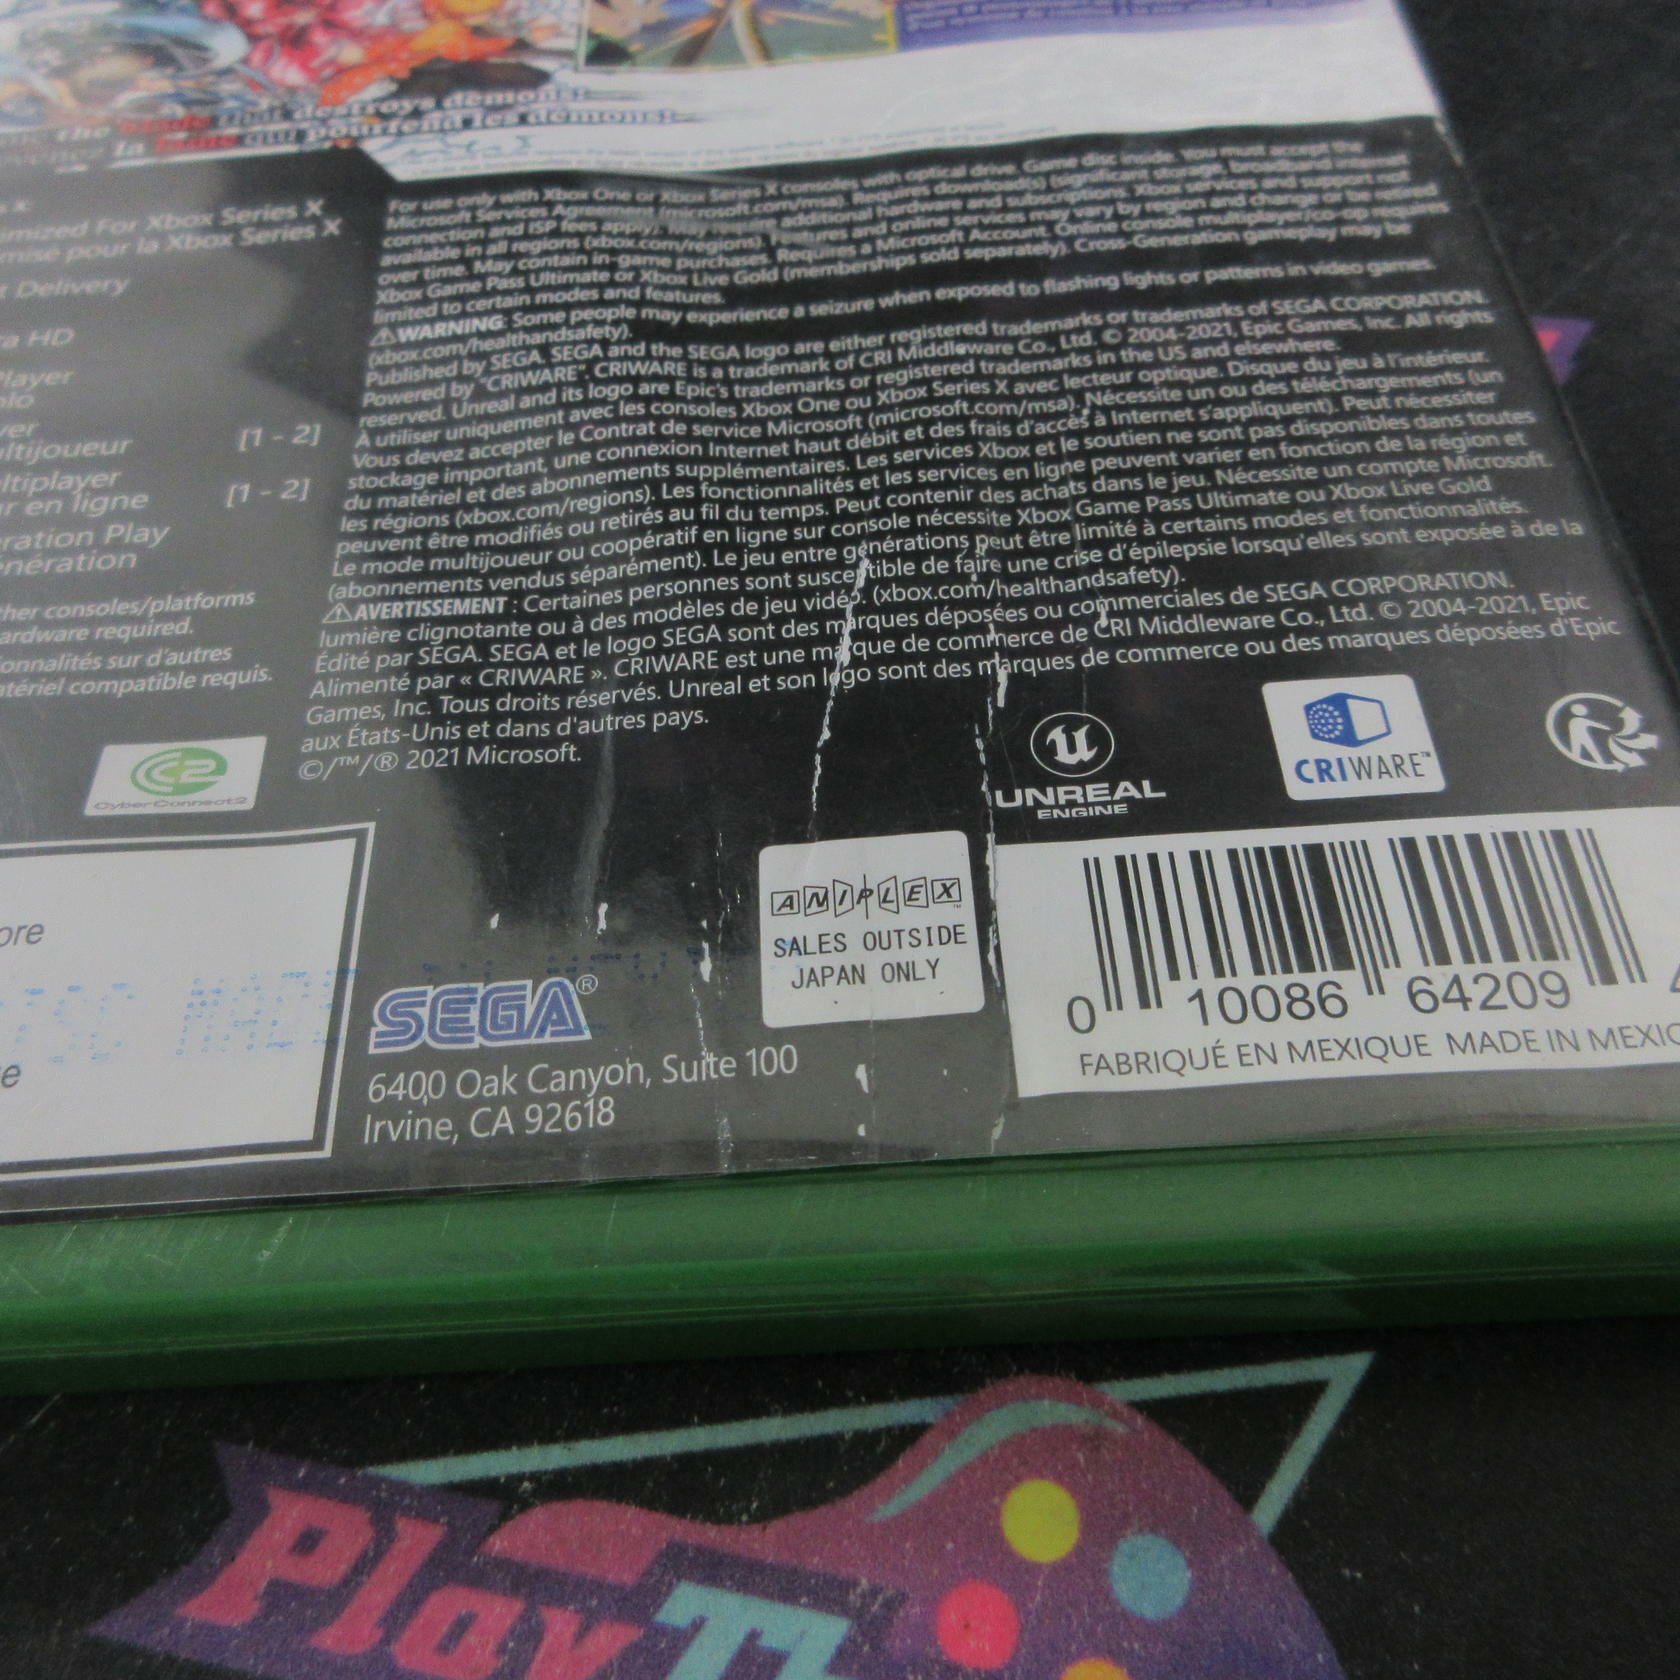 the blade that destroys demons!
la lame qui pourfend les démons!
Optimized For Xbox Series X
Optimisé pour la Xbox Series X
Delivery
HD
Player
[1 - 2]
[1 - 2]
en ligne
Play
consoles/platforms
required.
sur d'autres
compatible requis.
For use only with Xbox One or Xbox Series X consoles with optical drive. Game disc inside. You must accept the
Microsoft Services Agreement (microsoft.com/msa). Requires download(s) (significant storage, broadband internet
connection and ISP fees apply). May require additional hardware and subscriptions. Xbox services and support not
available in all regions (xbox.com/regions). Features and online services may vary by region and change or be retired
over time. May contain in-game purchases. Requires a Microsoft Account. Online console multiplayer/co-op requires
Xbox Game Pass Ultimate or Xbox Live Gold (memberships sold separately). Cross-Generation gameplay may be
limited to certain modes and features.
⚠WARNING: Some people may experience a seizure when exposed to flashing lights or patterns in video games.
(xbox.com/healthandsafety).
Published by SEGA. SEGA and the SEGA logo are either registered trademarks or trademarks of SEGA CORPORATION.
Powered by "CRIWARE". CRIWARE is a trademark of CRI Middleware Co., Ltd. © 2004-2021, Epic Games, Inc. All rights
reserved. Unreal and its logo are Epic's trademarks or registered trademarks in the US and elsewhere.
À utiliser uniquement avec les consoles Xbox One ou Xbox Series X avec lecteur optique. Disque du jeu à l'intérieur.
Vous devez accepter le Contrat de service Microsoft (microsoft.com/msa). Nécessite un ou des téléchargements (un
stockage important, une connexion Internet haut débit et des frais d'accès à Internet s'appliquent). Peut nécessiter
du matériel et des abonnements supplémentaires. Les services Xbox et le soutien ne sont pas disponibles dans toutes
les régions (xbox.com/regions). Les fonctionnalités et les services en ligne peuvent varier en fonction de la région et
peuvent être modifiés ou retirés au fil du temps. Peut contenir des achats dans le jeu. Nécessite un compte Microsoft.
Le mode multijoueur ou coopératif en ligne sur console nécessite Xbox Game Pass Ultimate ou Xbox Live Gold
(abonnements vendus séparément). Le jeu entre générations peut être limité à certains modes et fonctionnalités.
⚠AVERTISSEMENT : Certaines personnes sont susceptible de faire une crise d'épilepsie lorsqu'elles sont exposée à de la
lumière clignotante ou à des modèles de jeu vidéo. (xbox.com/healthandsafety).
Édité par SEGA. SEGA et le logo SEGA sont des marques déposées ou commerciales de SEGA CORPORATION.
Alimenté par « CRIWARE ». CRIWARE est une marque de commerce de CRI Middleware Co., Ltd. © 2004-2021, Epic
Games, Inc. Tous droits réservés. Unreal et son logo sont des marques de commerce ou des marques déposées d'Epic
aux États-Unis et dans d'autres pays.
©/™/® 2021 Microsoft.
CyberConnect2
UNREAL
ENGINE
CRIWARE™
SEGA®
6400 Oak Canyon, Suite 100
Irvine, CA 92618
ANIPLEX™
SALES OUTSIDE
JAPAN ONLY
0 10086 64209
FABRIQUÉ EN MEXIQUE MADE IN MEXIC
Play